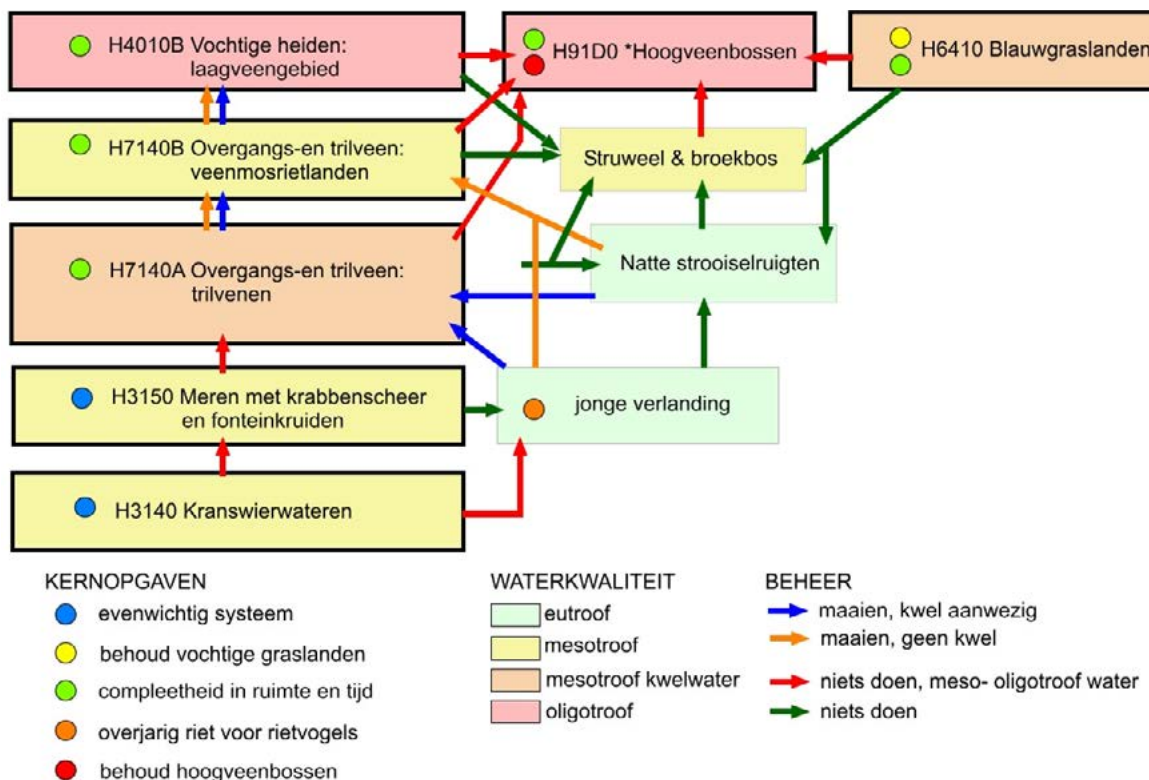 H4010B Vochtige heiden:
laagveengebied
H91D0 *Hoogveenbossen
H6410 Blauwgraslanden
H7140B Overgangs-en trilveen:
veenmosrietlanden
Struweel & broekbos
H7140A Overgangs-en trilveen:
trilvenen
Natte strooiselruigten
H3150 Meren met krabbenscheer
en fonteinkruiden
jonge verlanding
H3140 Kranswierwateren
KERNOPGAVEN
evenwichtig systeem
behoud vochtige graslanden
compleetheid in ruimte en tijd
overjarig riet voor rietvogels
behoud hoogveenbossen
WATERKWALITEIT
eutroof
mesotroof
mesotroof kwelwater
oligotroof
BEHEER
maaien, kwel aanwezig
maaien, geen kwel
niets doen, meso- oligotroof water
niets doen